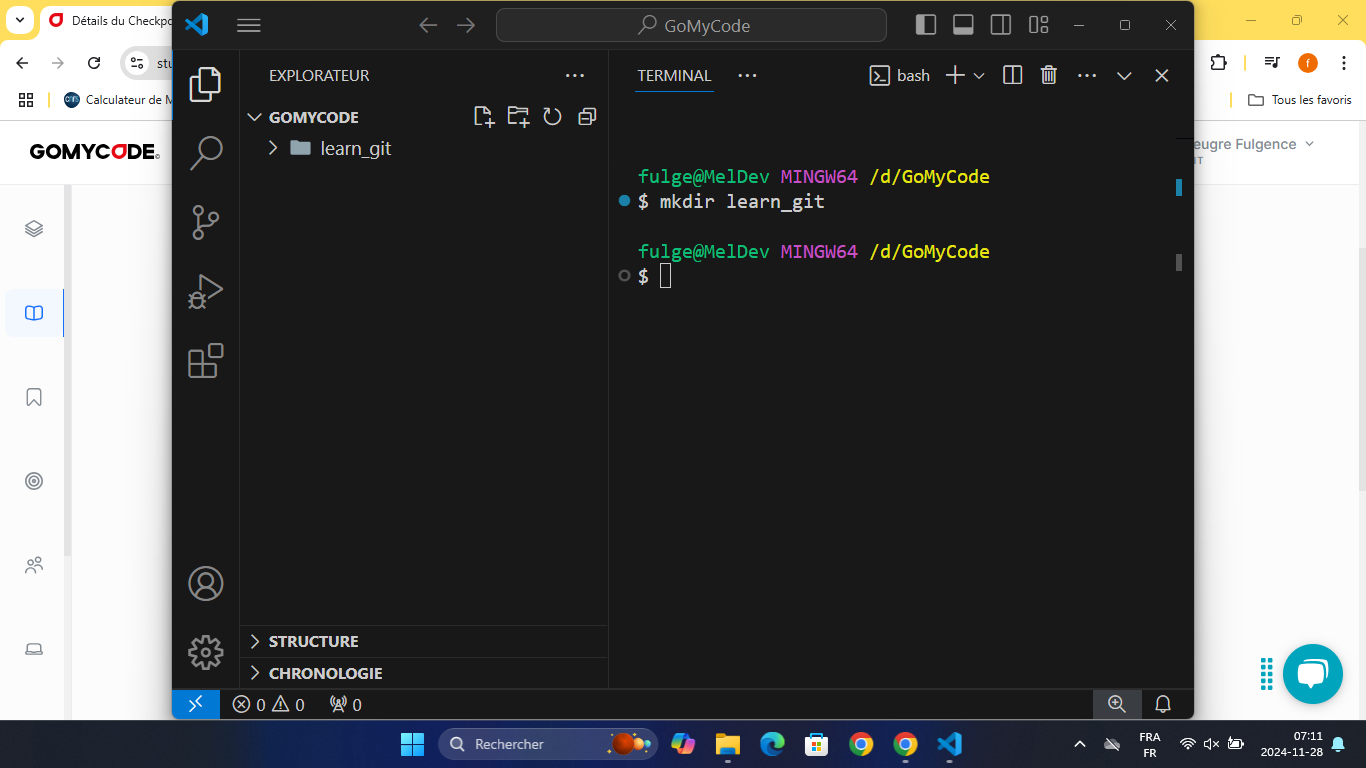 Détails du Checkpo
GoMyCode
Calculateur de M
Tous les favoris
EXPLORATEUR
TERMINAL
bash
GOMYCODE
learn_git
GOMYCODE
eugre Fulgence
fulge@MelDev MINGW64 /d/GoMyCode
$ mkdir learn_git
fulge@MelDev MINGW64 /d/GoMyCode
$
STRUCTURE
CHRONOLOGIE
0 0 0
Rechercher
FRA
FR
07:11
2024-11-28